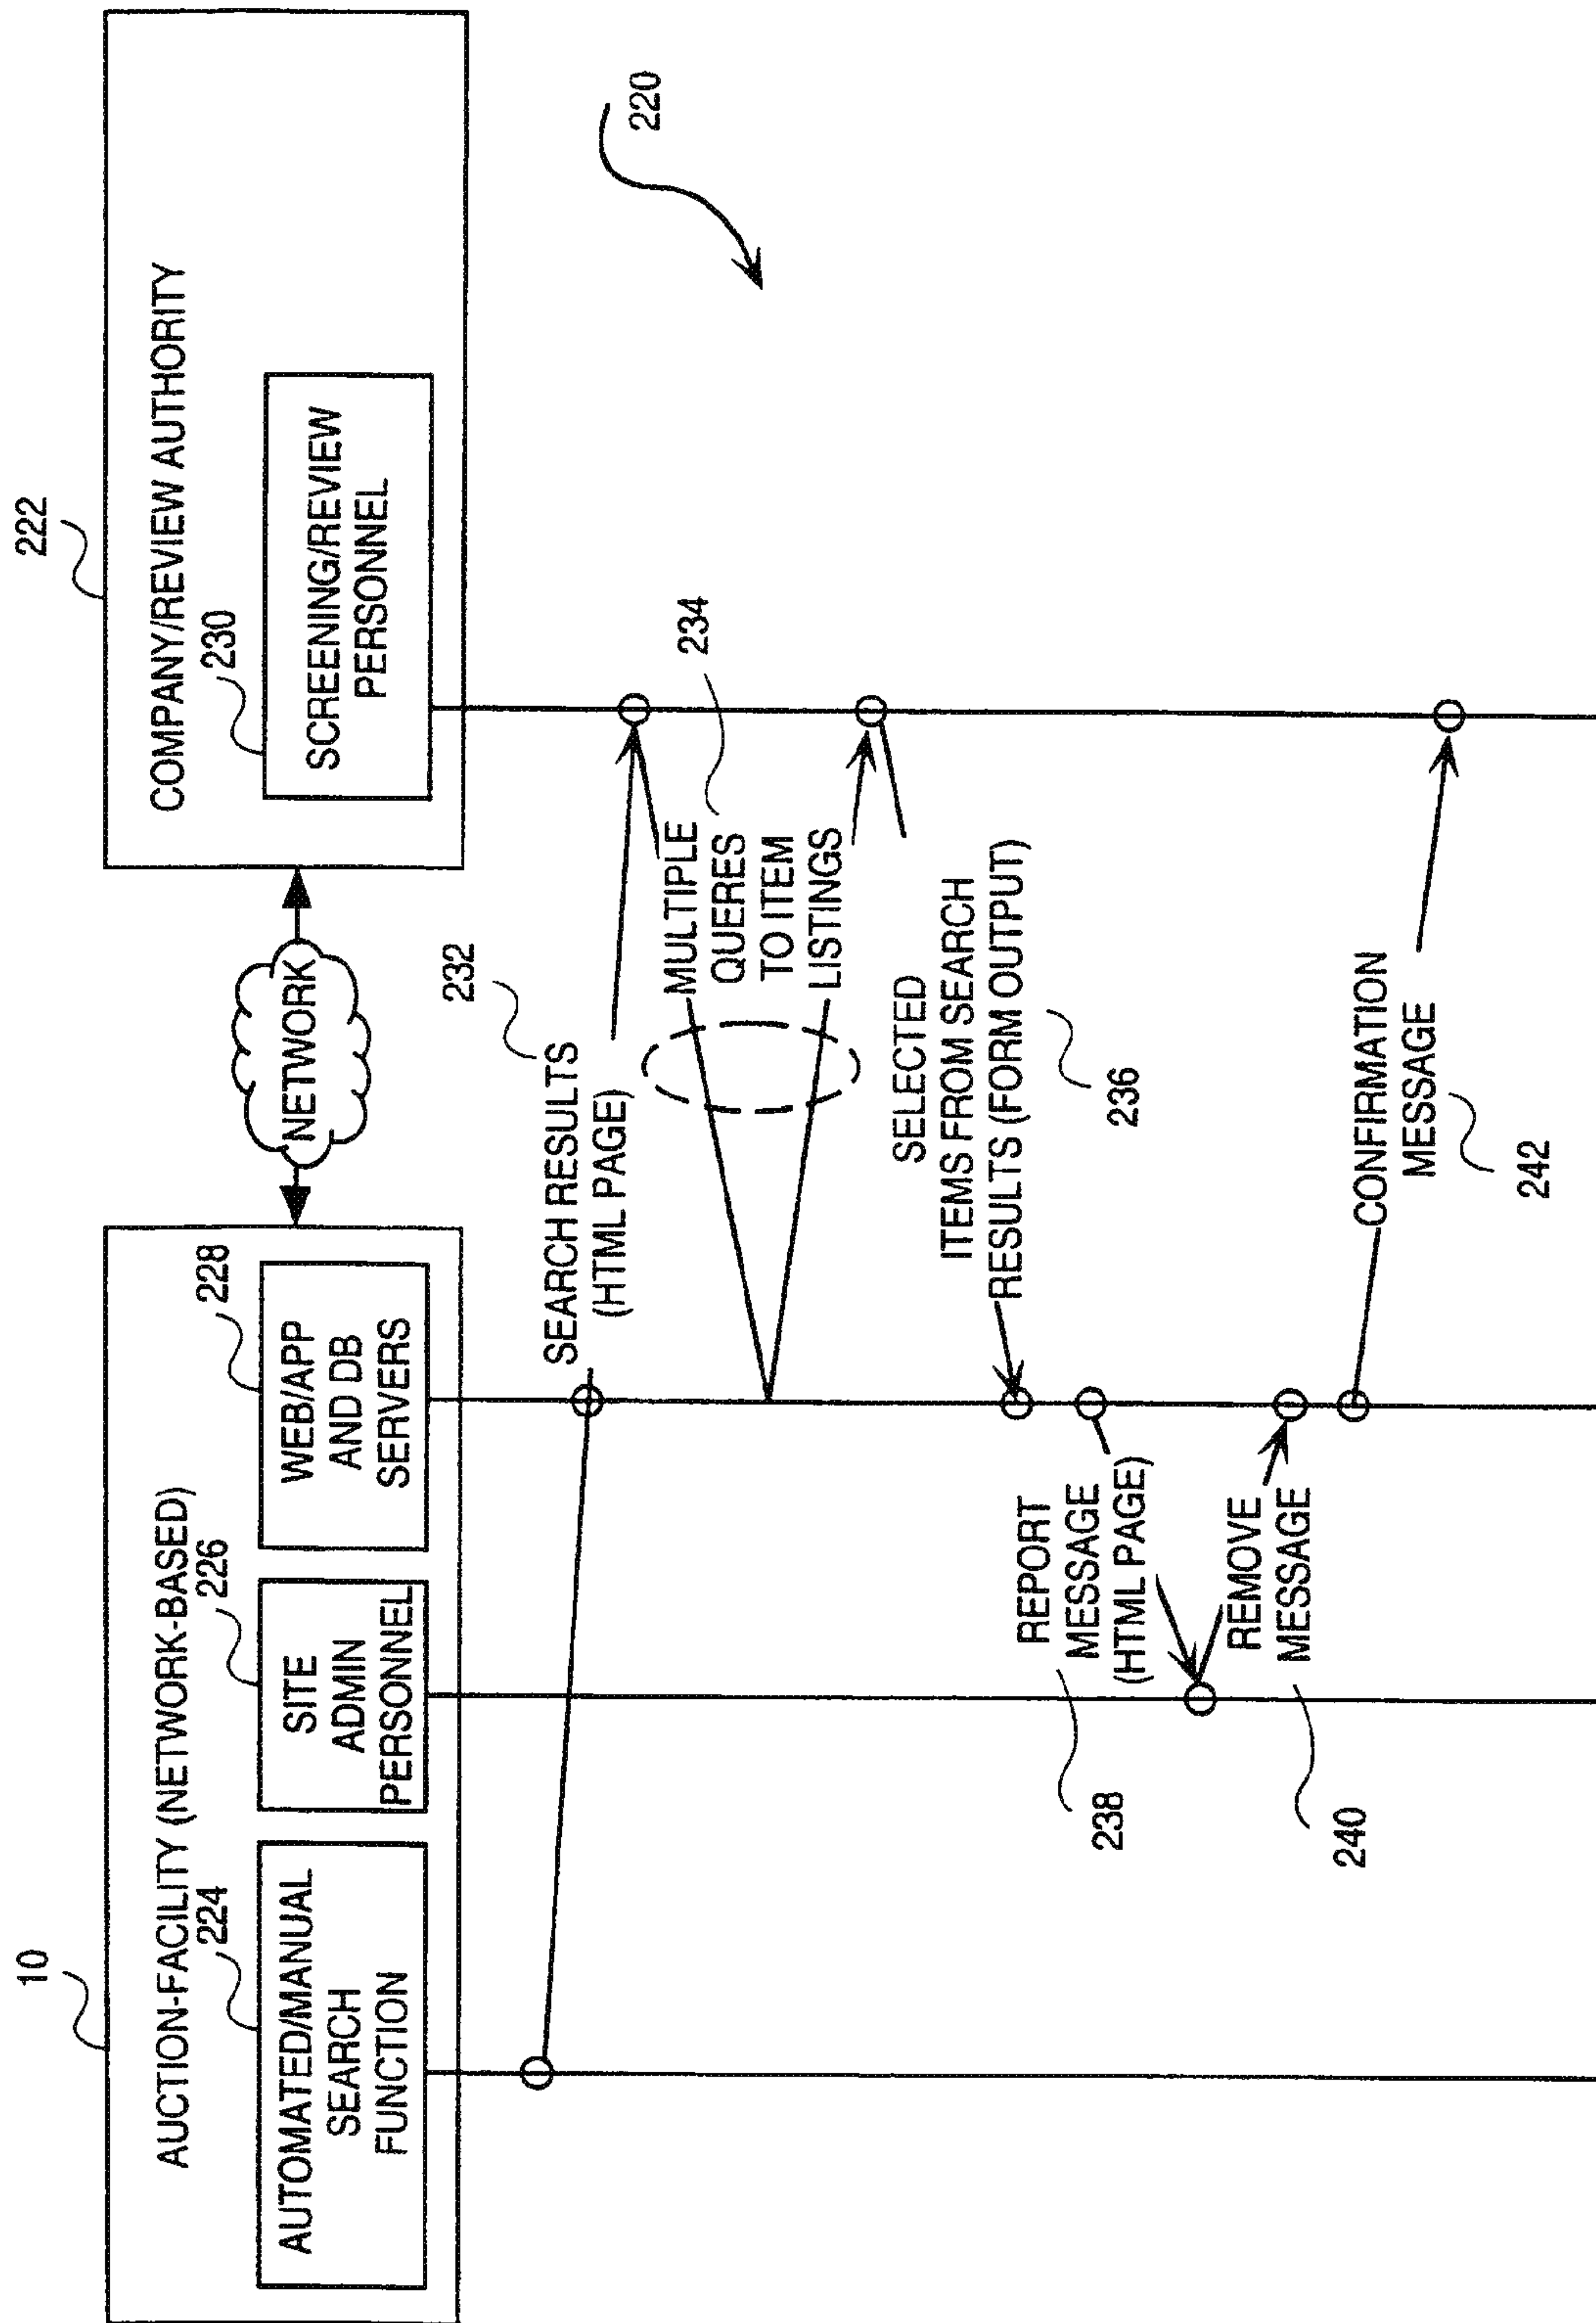 10
AUCTION-FACILITY (NETWORK-BASED)
224
AUTOMATED/MANUAL
SEARCH
FUNCTION
226
SITE
ADMIN
PERSONNEL
228
WEB/APP
AND DB
SERVERS
NETWORK
222
COMPANY/REVIEW AUTHORITY
230
SCREENING/REVIEW
PERSONNEL
220
232
SEARCH RESULTS
(HTML PAGE)
234
MULTIPLE
QUERES
TO ITEM
LISTINGS
SELECTED
ITEMS FROM SEARCH
RESULTS (FORM OUTPUT)
236
REPORT
MESSAGE
(HTML PAGE)
238
REMOVE
MESSAGE
240
CONFIRMATION
MESSAGE
242